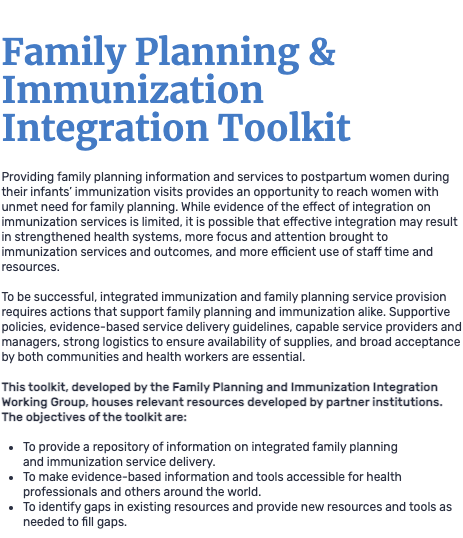 Family Planning &
Immunization
Integration Toolkit
Providing family planning information and services to postpartum women during
their infants’ immunization visits provides an opportunity to reach women with
unmet need for family planning. While evidence of the effect of integration on
immunization services is limited, it is possible that effective integration may result
in strengthened health systems, more focus and attention brought to
immunization services and outcomes, and more efficient use of staff time and
resources.
To be successful, integrated immunization and family planning service provision
requires actions that support family planning and immunization alike. Supportive
policies, evidence-based service delivery guidelines, capable service providers and
managers, strong logistics to ensure availability of supplies, and broad acceptance
by both communities and health workers are essential.
This toolkit, developed by the Family Planning and Immunization Integration
Working Group, houses relevant resources developed by partner institutions.
The objectives of the toolkit are:
• To provide a repository of information on integrated family planning
and immunization service delivery.
• To make evidence-based information and tools accessible for health
professionals and others around the world.
• To identify gaps in existing resources and provide new resources and tools as
needed to fill gaps.